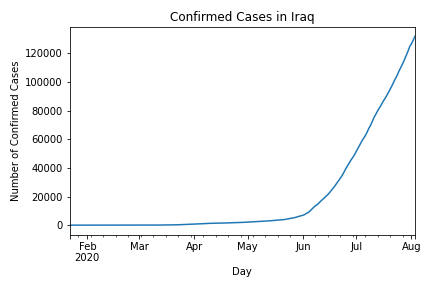 Confirmed Cases in Iraq
120000
100000
80000
60000
40000
20000
0
Number of Confirmed Cases
Feb Mar Apr May Jun Jul Aug
2020
Day